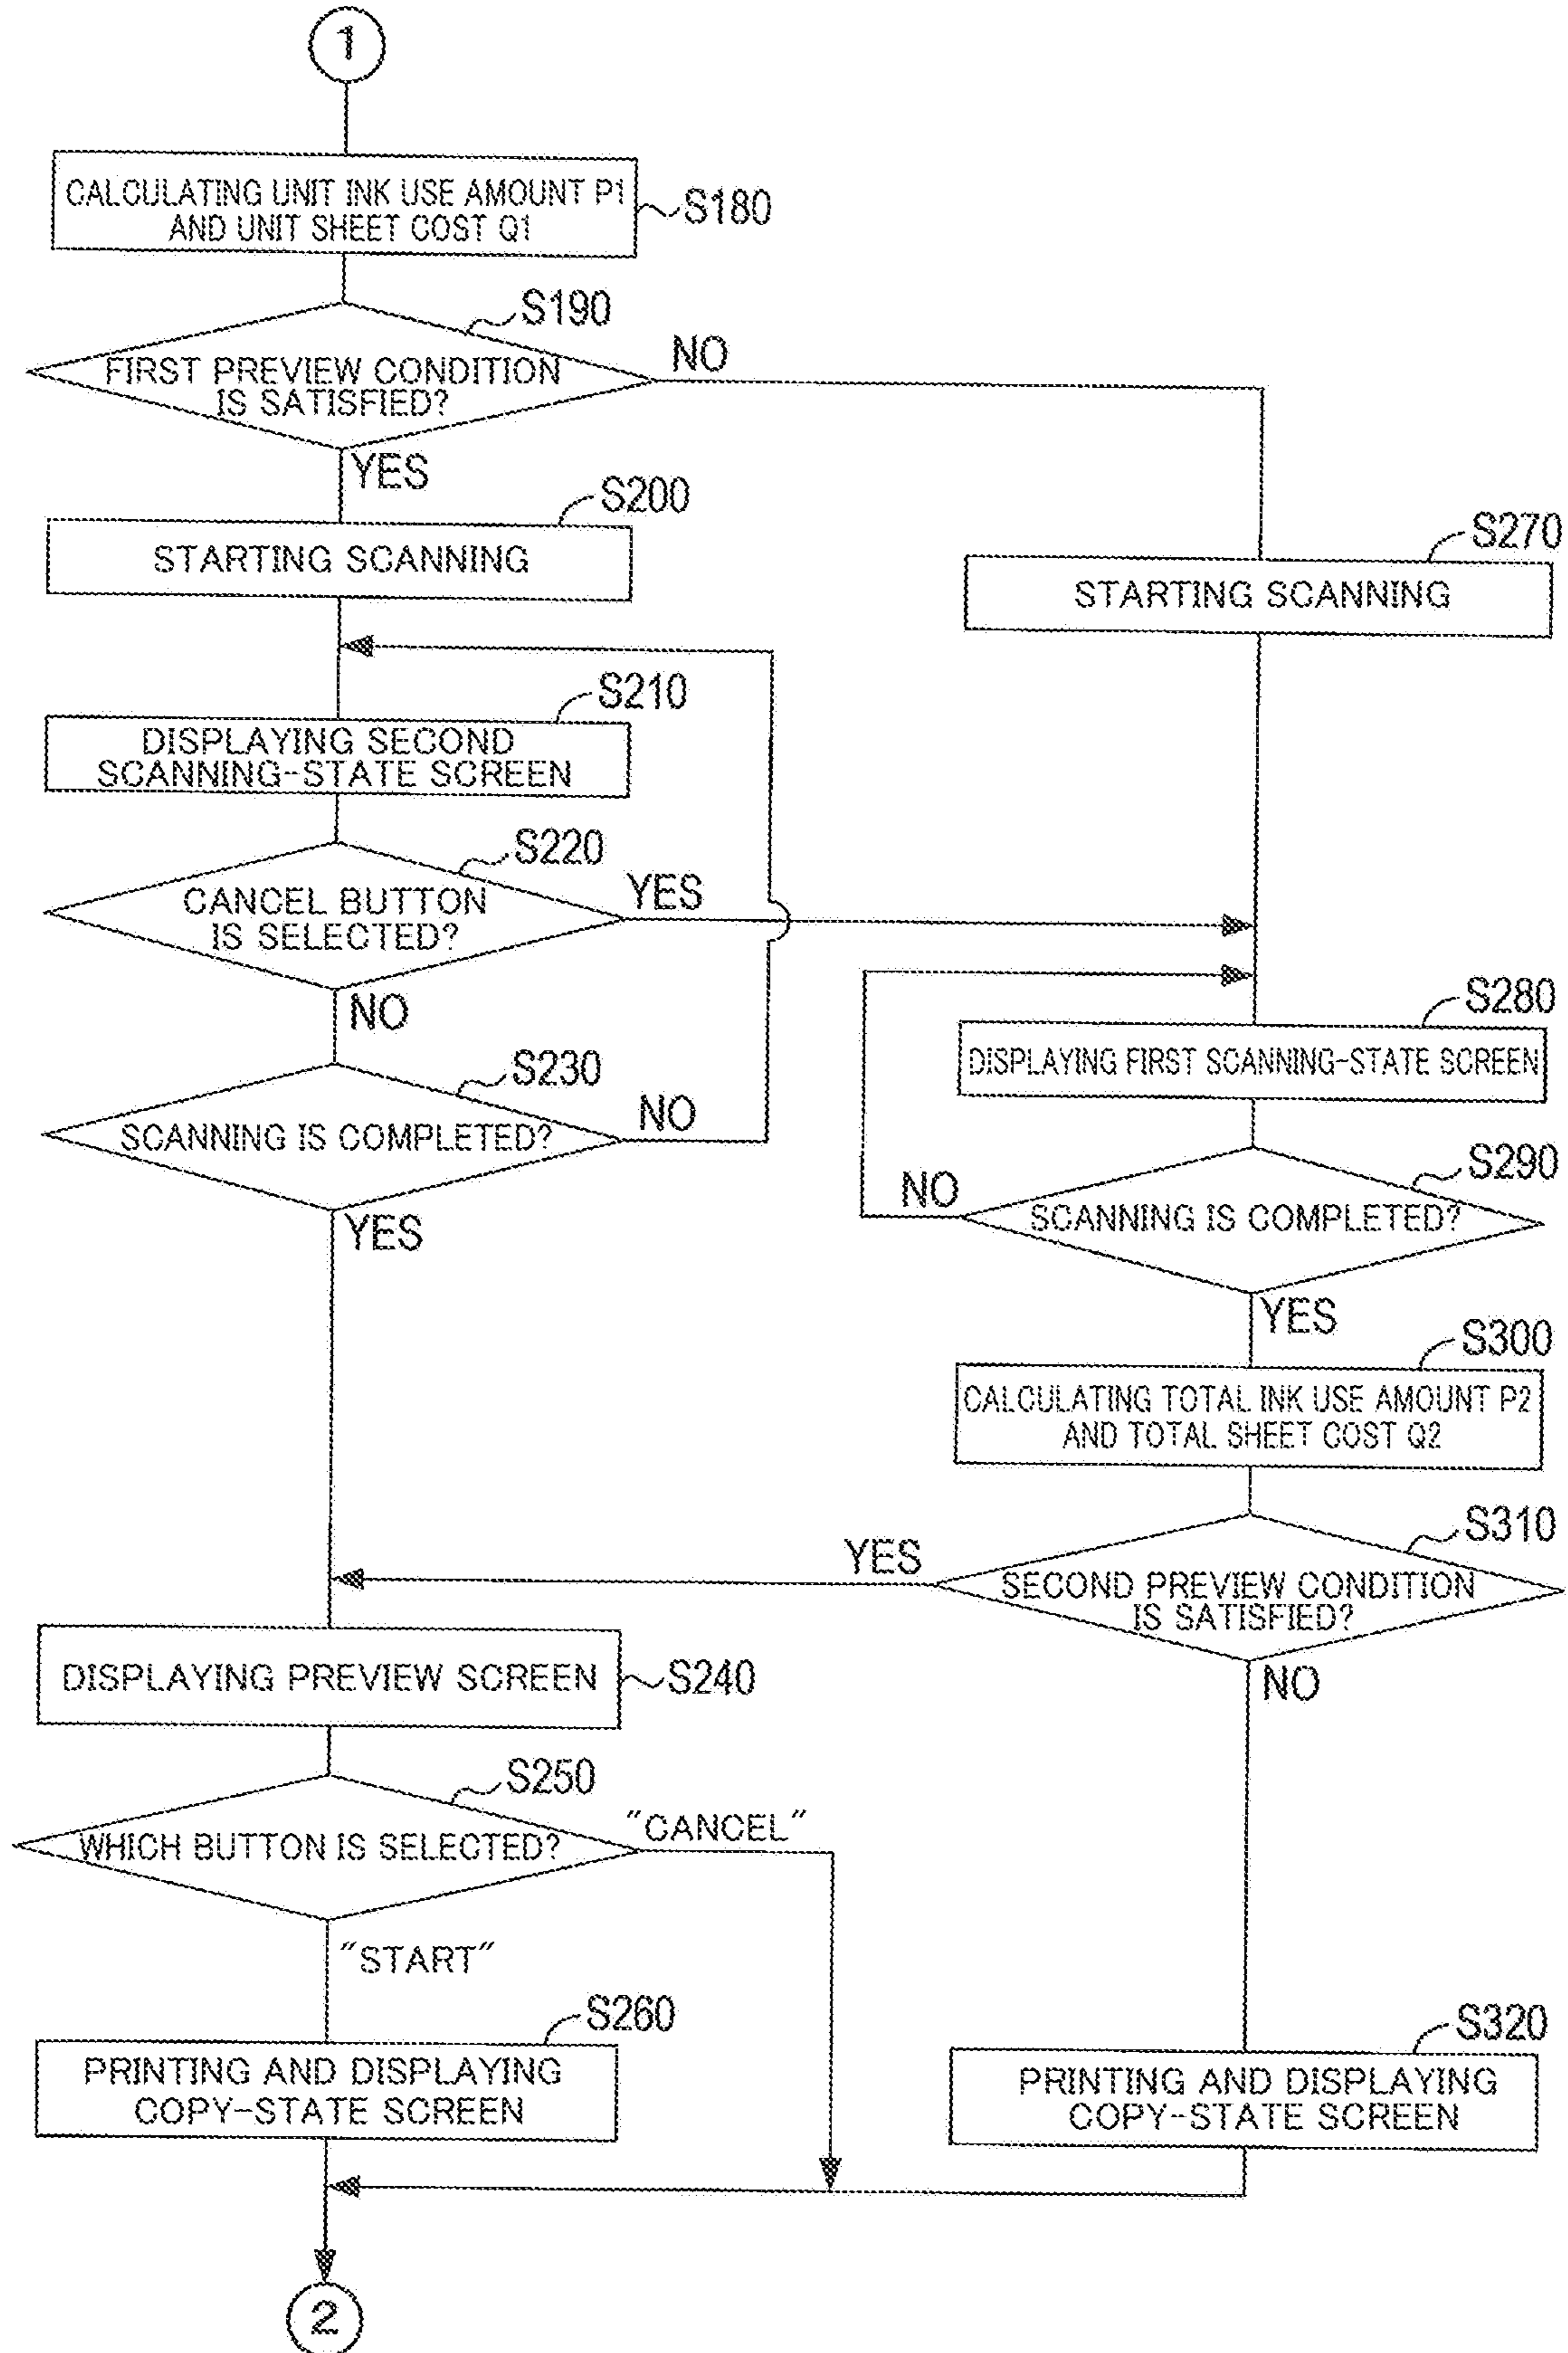 1
CALCULATING UNIT INK USE AMOUNT P1
AND UNIT SHEET COST Q1
S180
S190
FIRST PREVIEW CONDITION
IS SATISFIED?
NO
YES
S200
STARTING SCANNING
S270
STARTING SCANNING
S210
DISPLAYING SECOND
SCANNING-STATE SCREEN
S220
CANCEL BUTTON
IS SELECTED?
YES
NO
S280
DISPLAYING FIRST SCANNING-STATE SCREEN
S230
SCANNING IS COMPLETED?
NO
YES
S290
SCANNING IS COMPLETED?
NO
YES
S300
CALCULATING TOTAL INK USE AMOUNT P2
AND TOTAL SHEET COST Q2
S310
SECOND PREVIEW CONDITION
IS SATISFIED?
YES
NO
DISPLAYING PREVIEW SCREEN
S240
S250
WHICH BUTTON IS SELECTED?
"CANCEL"
"START"
S260
PRINTING AND DISPLAYING
COPY-STATE SCREEN
S320
PRINTING AND DISPLAYING
COPY-STATE SCREEN
2